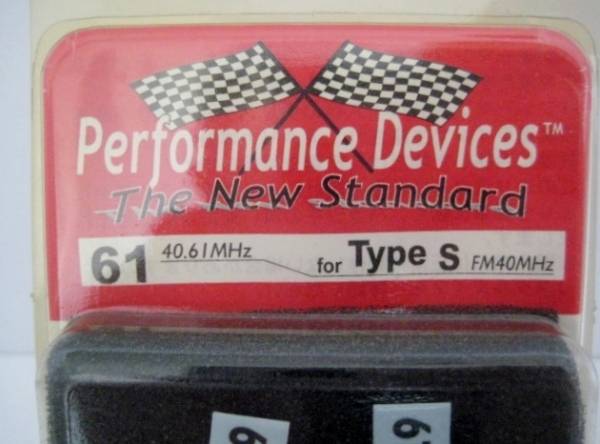 Performance Devices™
The New Standard
61 40.61MHz for Type S FM40MHz